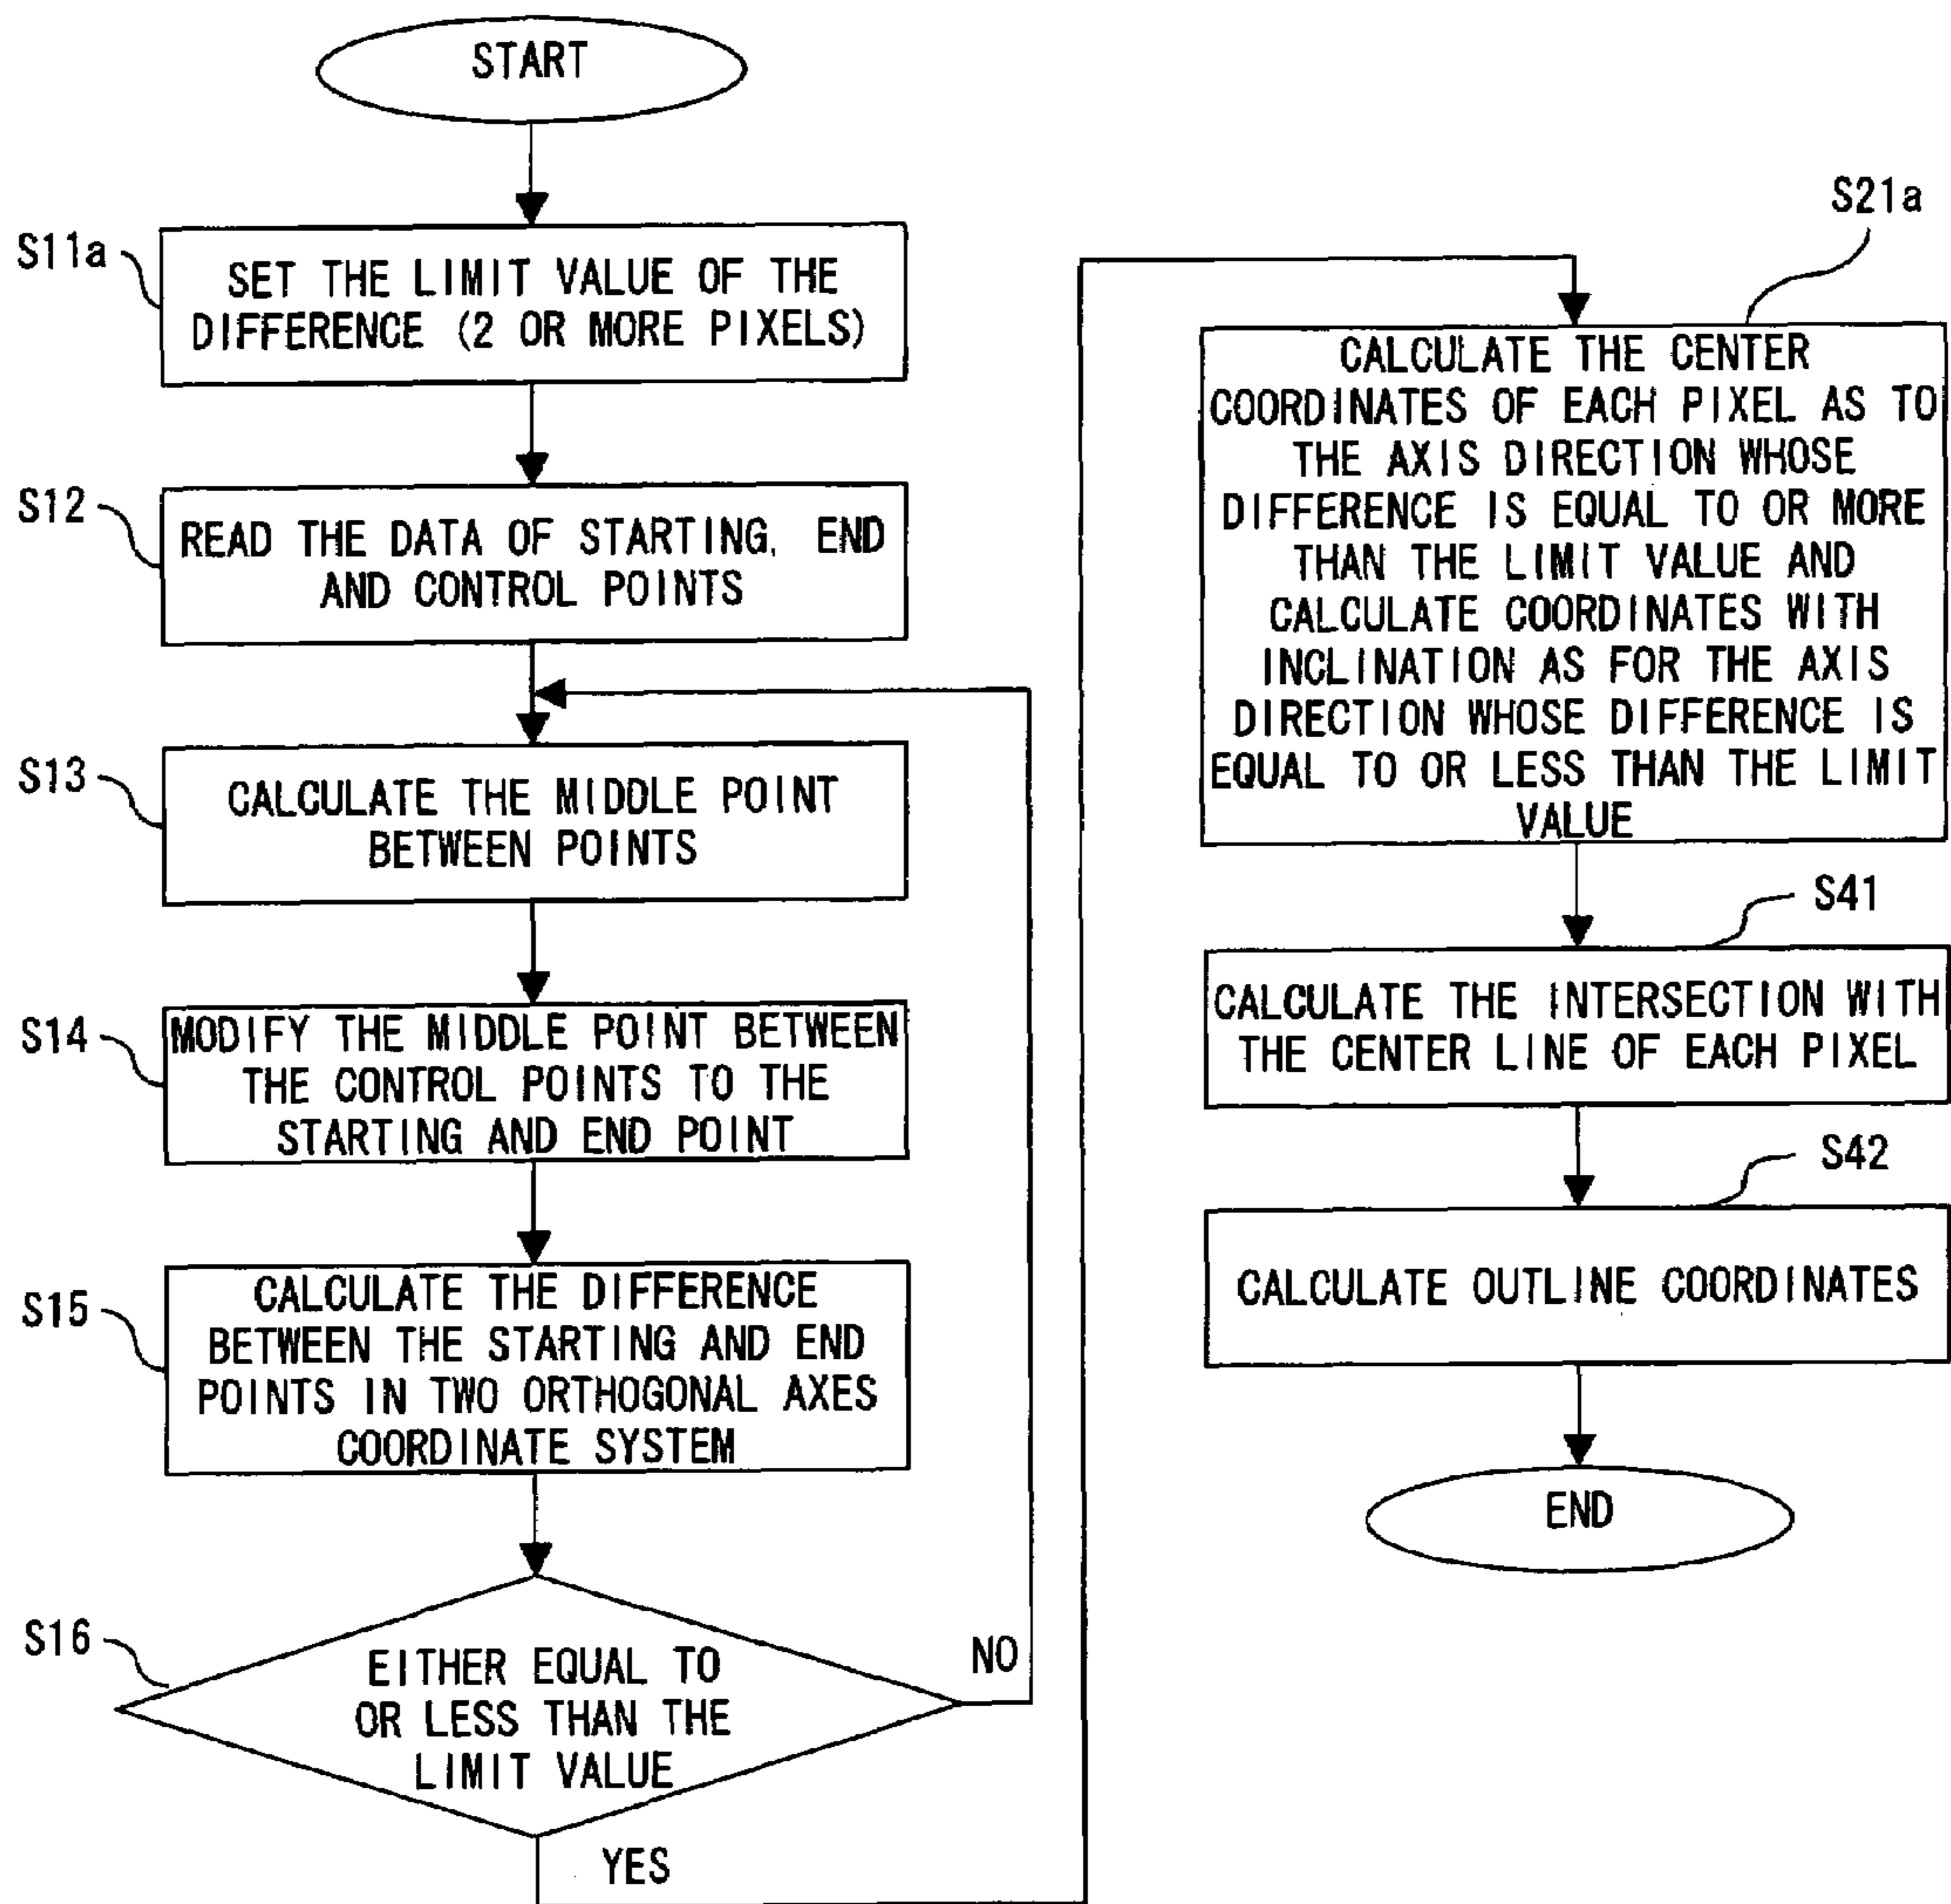 START
S11a
SET THE LIMIT VALUE OF THE
DIFFERENCE (2 OR MORE PIXELS)
S12
READ THE DATA OF STARTING, END
AND CONTROL POINTS
S13
CALCULATE THE MIDDLE POINT
BETWEEN POINTS
S14
MODIFY THE MIDDLE POINT BETWEEN
THE CONTROL POINTS TO THE
STARTING AND END POINT
S15
CALCULATE THE DIFFERENCE
BETWEEN THE STARTING AND END
POINTS IN TWO ORTHOGONAL AXES
COORDINATE SYSTEM
S16
EITHER EQUAL TO
OR LESS THAN THE
LIMIT VALUE
NO
YES
S21a
CALCULATE THE CENTER
COORDINATES OF EACH PIXEL AS TO
THE AXIS DIRECTION WHOSE
DIFFERENCE IS EQUAL TO OR MORE
THAN THE LIMIT VALUE AND
CALCULATE COORDINATES WITH
INCLINATION AS FOR THE AXIS
DIRECTION WHOSE DIFFERENCE IS
EQUAL TO OR LESS THAN THE LIMIT
VALUE
S41
CALCULATE THE INTERSECTION WITH
THE CENTER LINE OF EACH PIXEL
S42
CALCULATE OUTLINE COORDINATES
END